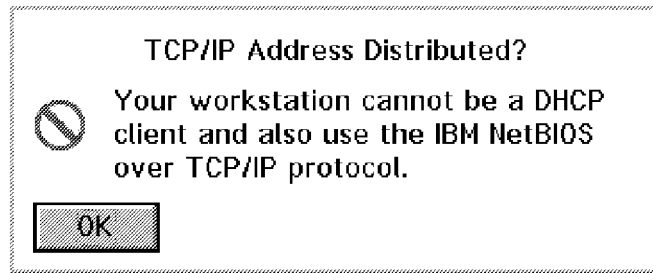 TCP/IP Address Distributed?
Your workstation cannot be a DHCP
client and also use the IBM NetBIOS
over TCP/IP protocol.
OK